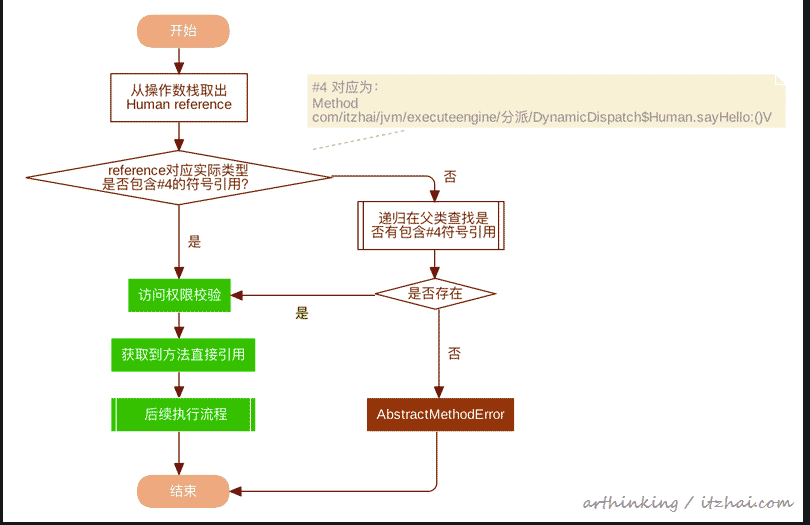 开始
从操作数栈取出
Human reference
#4 对应为：
Method
com/itzhai/jvm/executeengine/分派/DynamicDispatch$Human.sayHello:()V
reference对应实际类型
是否包含#4的符号引用?
否
递归在父类查找是
否有包含#4符号引用
是
访问权限校验
是否存在
是
获取到方法直接引用
否
后续执行流程
AbstractMethodError
结束
arthinking / itzhai.com